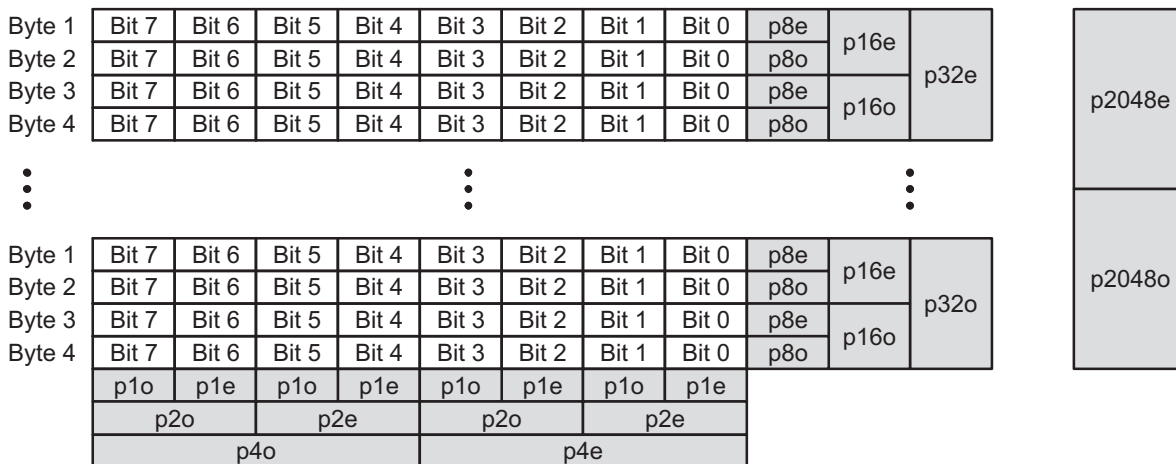 Byte 1 Bit 7 Bit 6 Bit 5 Bit 4 Bit 3 Bit 2 Bit 1 Bit 0 p8e p16e p32e p2048e
Byte 2 Bit 7 Bit 6 Bit 5 Bit 4 Bit 3 Bit 2 Bit 1 Bit 0 p8o
Byte 3 Bit 7 Bit 6 Bit 5 Bit 4 Bit 3 Bit 2 Bit 1 Bit 0 p8e p16o
Byte 4 Bit 7 Bit 6 Bit 5 Bit 4 Bit 3 Bit 2 Bit 1 Bit 0 p8o
Byte 1 Bit 7 Bit 6 Bit 5 Bit 4 Bit 3 Bit 2 Bit 1 Bit 0 p8e p16e p32o p2048o
Byte 2 Bit 7 Bit 6 Bit 5 Bit 4 Bit 3 Bit 2 Bit 1 Bit 0 p8o
Byte 3 Bit 7 Bit 6 Bit 5 Bit 4 Bit 3 Bit 2 Bit 1 Bit 0 p8e p16o
Byte 4 Bit 7 Bit 6 Bit 5 Bit 4 Bit 3 Bit 2 Bit 1 Bit 0 p8o
p1o p1e p1o p1e p1o p1e p1o p1e
p2o p2e p2o p2e
p4o p4e